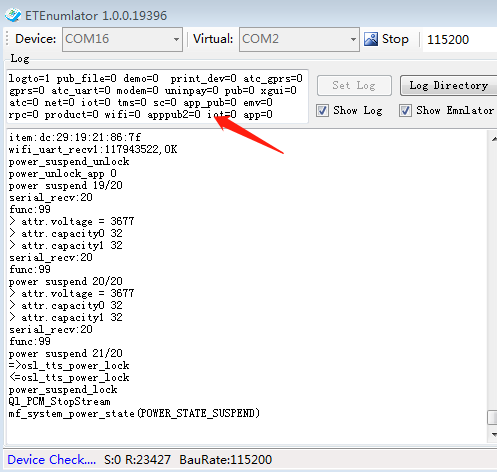 ETEnumlator 1.0.0.19396
Device: COM16 Virtual: COM2 Stop 115200
Log
logto=1 pub_file=0 demo=0 print_dev=0 atc_gprs=0
gprs=0 atc_uart=0 modem=0 uninpay=0 pub=0 xgui=0
atc=0 net=0 iot=0 tms=0 sc=0 app_pub=0 emv=0
rpc=0 product=0 wifi=0 apppub2=0 iot=0 app=0
Set Log Log Directory
Show Log Show Emnlator
item:dc:29:19:21:86:7f
wifi_uart_recv1:117943522,OK
power_suspend_unlock
power_unlock_app 0
power suspend 19/20
serial_recv:20
func:99
> attr.voltage = 3677
> attr.capacity0 32
> attr.capacity1 32
serial_recv:20
func:99
power suspend 20/20
> attr.voltage = 3677
> attr.capacity0 32
> attr.capacity1 32
serial_recv:20
func:99
power suspend 21/20
=>osl_tts_power_lock
<=osl_tts_power_lock
power_suspend_lock
Ql_PCM_StopStream
mf_system_power_state(POWER_STATE_SUSPEND)
Device Check.... S:0 R:23427 BauRate:115200